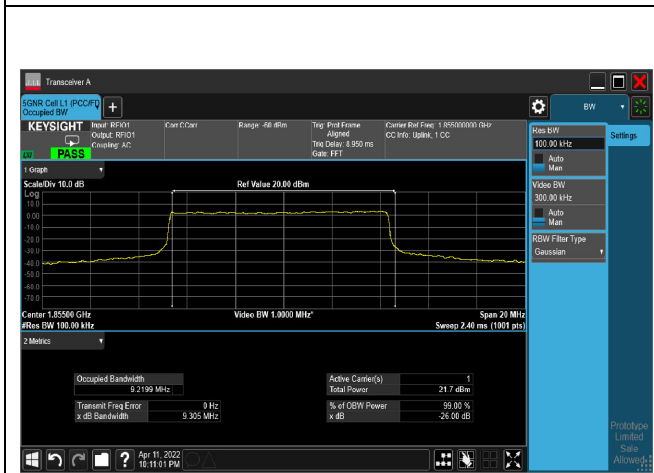 Transceiver A
5GNR Cell L1 (PCC/F
Occupied BW
+
BW
KEYSIGHT
Input: RFIO1
Output: RFIO1
Coupling: AC
Corr CCorr
Range: -60 dBm
Trig: Prot Frame
Aligned
Trig Delay: 8.950 ms
Gate: FFT
Carrier Ref Freq: 1.855000000 GHz
CC Info: Uplink, 1 CC
PASS
Res BW
100.00 kHz
Auto
Man
Settings
Video BW
300.00 kHz
Auto
Man
RBW Filter Type
Gaussian
1 Graph
Scale/Div 10.0 dB
Ref Value 20.00 dBm
Log
10.0
0.00
-10.0
-20.0
-30.0
-40.0
-50.0
-60.0
-70.0
Center 1.85500 GHz
Video BW 1.0000 MHz*
Span 20 MHz
#Res BW 100.00 kHz
Sweep 2.40 ms (1001 pts)
2 Metrics
Occupied Bandwidth
9.2199 MHz
Active Carrier(s) 1
Total Power 21.7 dBm
Transmit Freq Error 0 Hz
x dB Bandwidth 9.305 MHz
% of OBW Power 99.00 %
x dB -26.00 dB
Apr 11, 2022
10:11:01 PM
?
Prototype
Limited
Sale
Allowed